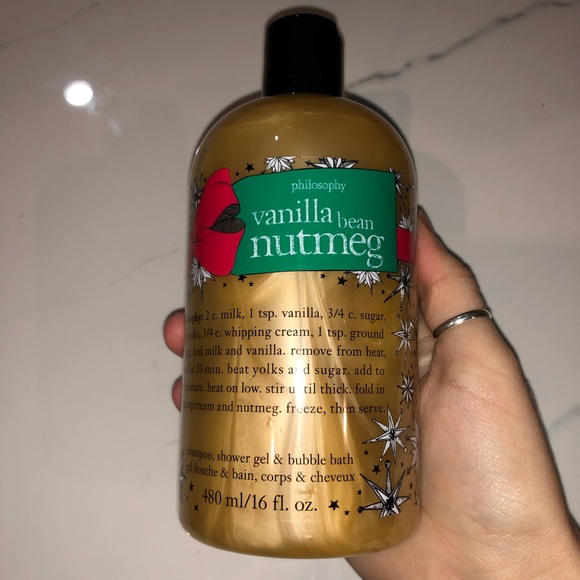 philosophy
vanilla bean
nutmeg
2 c. milk, 1 tsp. vanilla, 3/4 c. sugar,
3/4 c. whipping cream, 1 tsp. ground
boil milk and vanilla. remove from heat,
20 min. beat yolks and sugar. add to
heat on low. stir until thick. fold in
cream and nutmeg. freeze, then serve.
shampoo, shower gel & bubble bath
gel douche & bain, corps & cheveux
480 ml/16 fl. oz.